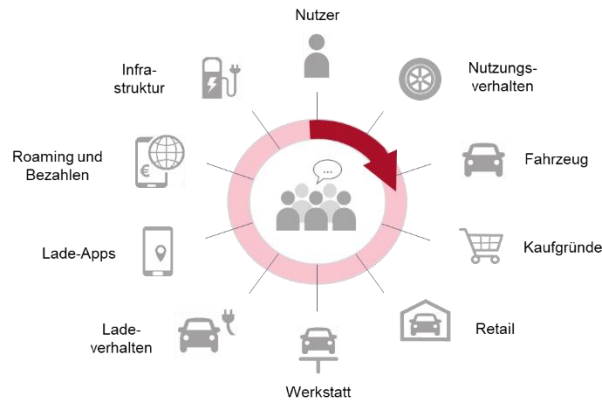 Nutzer
Nutzungs-
verhalten
Fahrzeug
Kaufgründe
Retail
Werkstatt
Lade-
verhalten
Lade-Apps
Roaming und
Bezahlen
€
Infra-
struktur
...